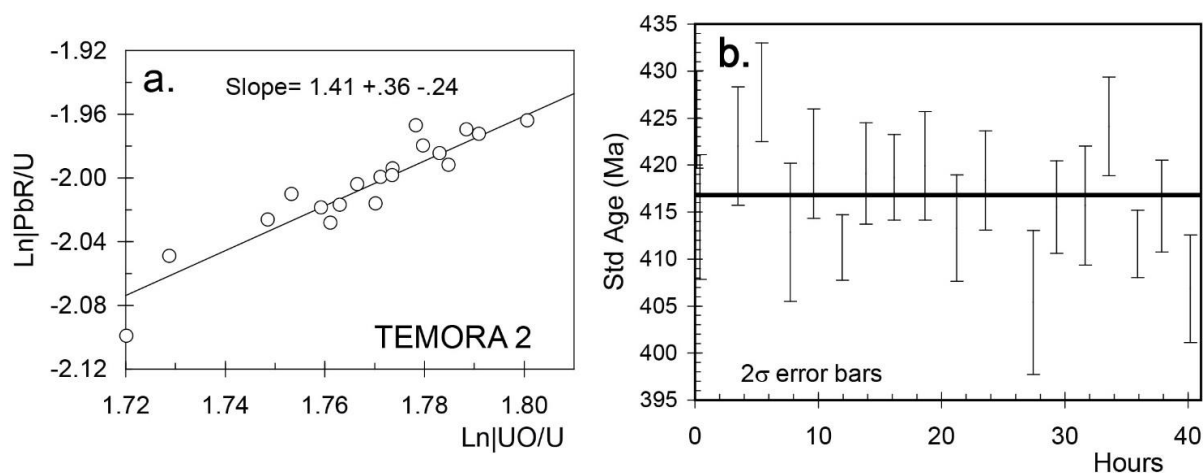 a.
Slope= 1.41 +.36 -.24
Ln|PbR/U
-1.92
-1.96
-2.00
-2.04
-2.08
-2.12
TEMORA 2
1.72 1.74 1.76 1.78 1.80
Ln|UO/U
b.
Std Age (Ma)
435
430
425
420
415
410
405
400
395
2σ error bars
0 10 20 30 40
Hours